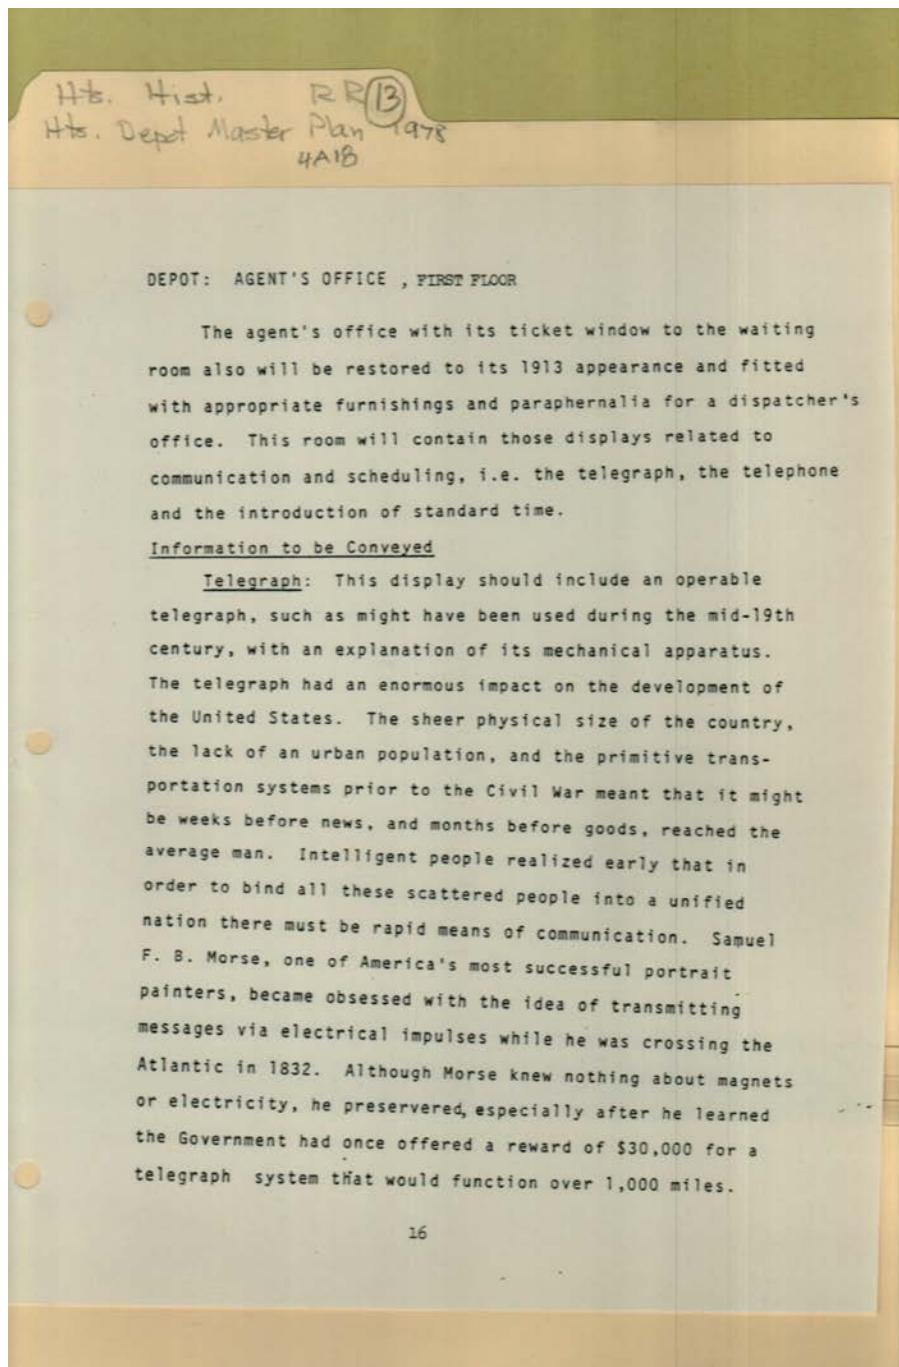 Hts. Hist. RR 13
Hts. Depot Master Plan 1978
4A18
DEPOT: AGENT'S OFFICE , FIRST FLOOR
The agent's office with its ticket window to the waiting
room also will be restored to its 1913 appearance and fitted
with appropriate furnishings and paraphernalia for a dispatcher's
office. This room will contain those displays related to
communication and scheduling, i.e. the telegraph, the telephone
and the introduction of standard time.
Information to be Conveyed
Telegraph: This display should include an operable
telegraph, such as might have been used during the mid-19th
century, with an explanation of its mechanical apparatus.
The telegraph had an enormous impact on the development of
the United States. The sheer physical size of the country,
the lack of an urban population, and the primitive trans-
portation systems prior to the Civil War meant that it might
be weeks before news, and months before goods, reached the
average man. Intelligent people realized early that in
order to bind all these scattered people into a unified
nation there must be rapid means of communication. Samuel
F. B. Morse, one of America's most successful portrait
painters, became obsessed with the idea of transmitting
messages via electrical impulses while he was crossing the
Atlantic in 1832. Although Morse knew nothing about magnets
or electricity, he preservered, especially after he learned
the Government had once offered a reward of $30,000 for a
telegraph system that would function over 1,000 miles.
16